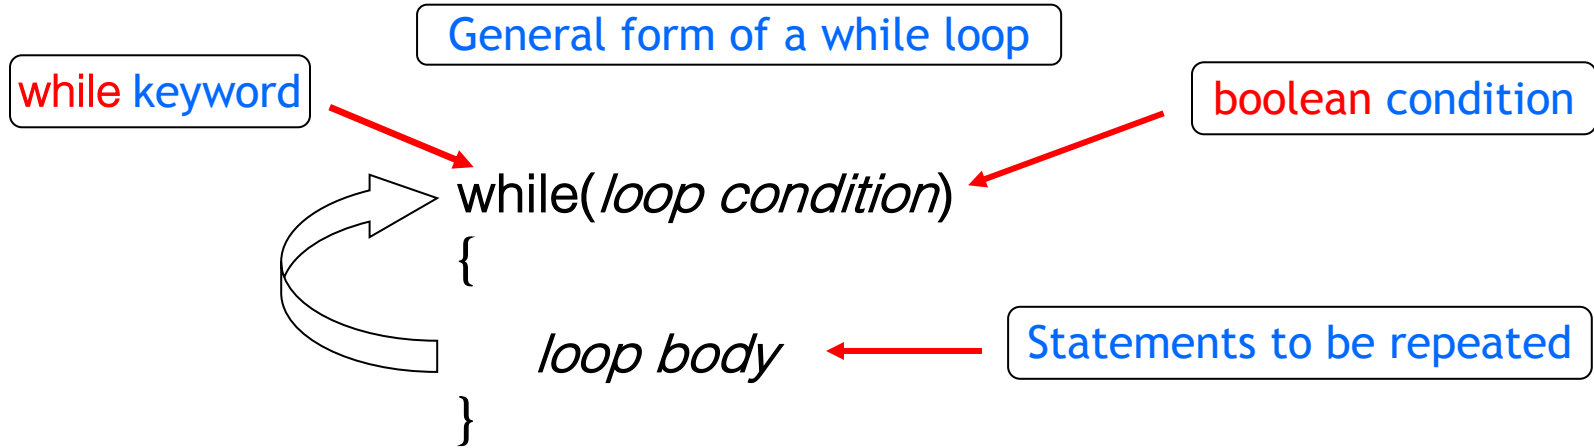 General form of a while loop
while keyword
boolean condition
while(loop condition)
{
loop body
Statements to be repeated
}